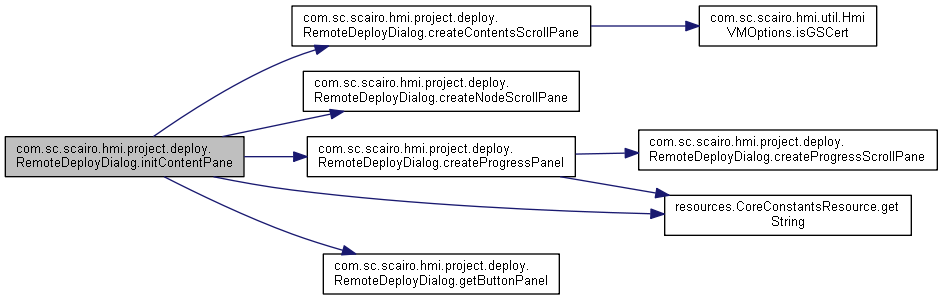 com.sc.scairo.hmi.project.deploy.
RemoteDeployDialog.createContentsScrollPane
com.sc.scairo.hmi.util.Hmi
VMOptions.isGSCert
com.sc.scairo.hmi.project.deploy.
RemoteDeployDialog.createNodeScrollPane
com.sc.scairo.hmi.project.deploy.
RemoteDeployDialog.initContentPane
com.sc.scairo.hmi.project.deploy.
RemoteDeployDialog.createProgressPanel
com.sc.scairo.hmi.project.deploy.
RemoteDeployDialog.createProgressScrollPane
resources.CoreConstantsResource.get
String
com.sc.scairo.hmi.project.deploy.
RemoteDeployDialog.getButtonPanel